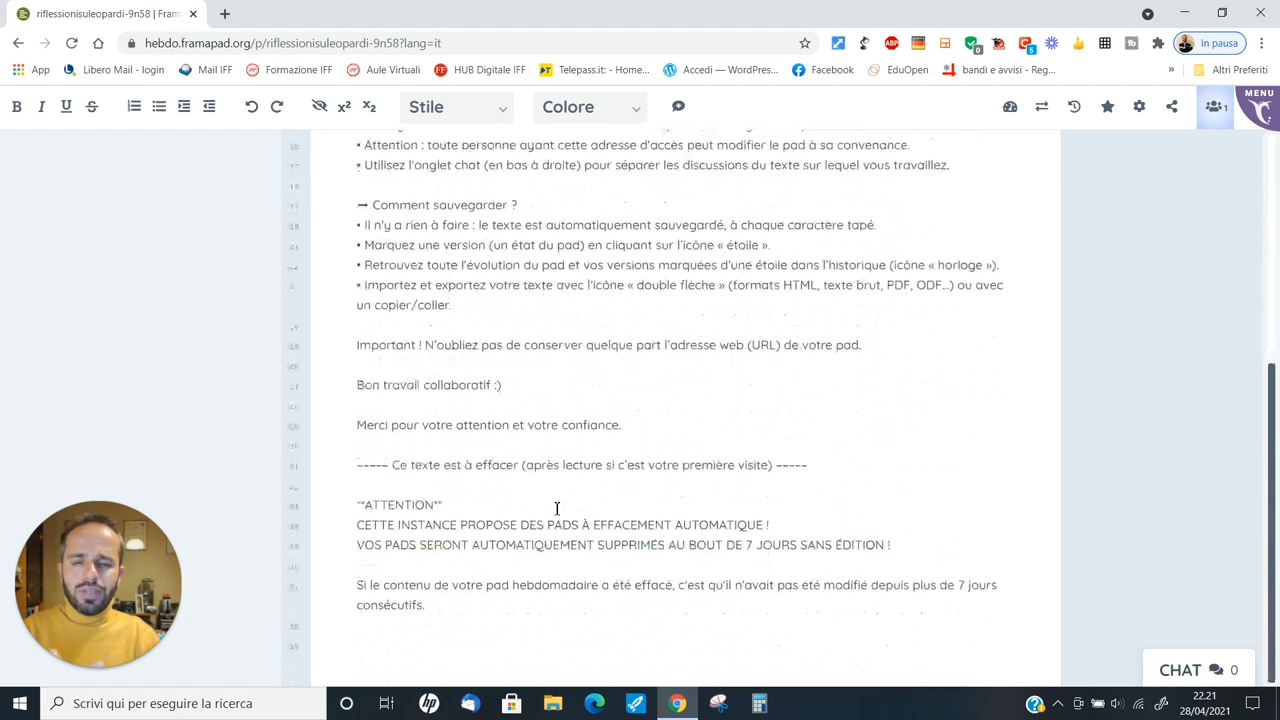 riflessionisuleopardi-9n58 | Fram
hebdo.framapad.org/p/riflessionisuleopardi-9n58?lang=it
In pausa
App
Libero Mail - login
Mail IFF
Formazione IFF
Aule Virtuali
HUB Digitale IFF
Telepass.it: - Home...
Accedi — WordPress...
Facebook
EduOpen
bandi e avvisi - Reg...
»
Altri Preferiti
B I U S
Stile
Colore
1
MENU
• Attention : toute personne ayant cette adresse d'accès peut modifier le pad à sa convenance.
• Utilisez l'onglet chat (en bas à droite) pour séparer les discussions du texte sur lequel vous travaillez.
➡ Comment sauvegarder ?
• Il n'y a rien à faire : le texte est automatiquement sauvegardé, à chaque caractère tapé.
• Marquez une version (un état du pad) en cliquant sur l'icône « étoile ».
• Retrouvez toute l'évolution du pad et vos versions marquées d'une étoile dans l'historique (icône « horloge »).
• Importez et exportez votre texte avec l'icône « double flèche » (formats HTML, texte brut, PDF, ODF…) ou avec
un copier/coller.
Important ! N'oubliez pas de conserver quelque part l'adresse web (URL) de votre pad.
Bon travail collaboratif :)
Merci pour votre attention et votre confiance.
----- Ce texte est à effacer (après lecture si c'est votre première visite) -----
**ATTENTION**
CETTE INSTANCE PROPOSE DES PADS À EFFACEMENT AUTOMATIQUE !
VOS PADS SERONT AUTOMATIQUEMENT SUPPRIMÉS AU BOUT DE 7 JOURS SANS ÉDITION !
Si le contenu de votre pad hebdomadaire a été effacé, c'est qu'il n'avait pas été modifié depuis plus de 7 jours
consécutifs.
CHAT 0
Scrivi qui per eseguire la ricerca
22.21
28/04/2021